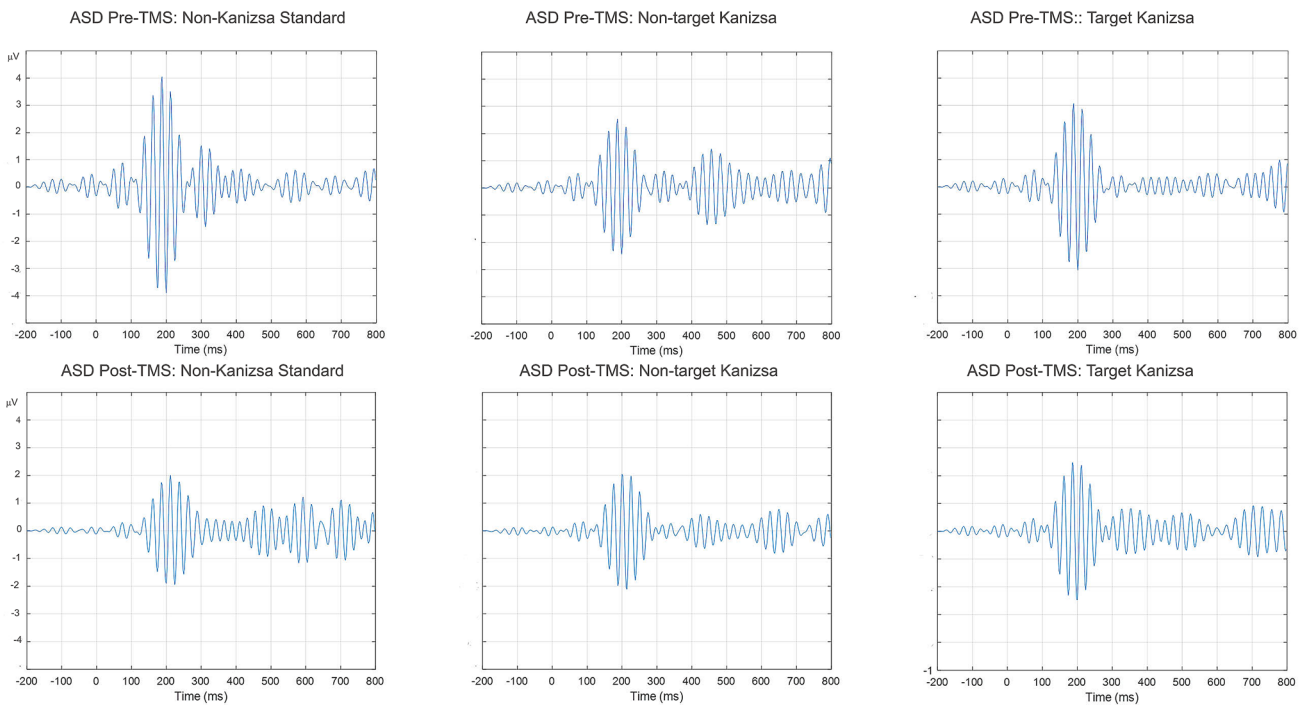 ASD Pre-TMS: Non-Kanizsa Standard
ASD Pre-TMS: Non-target Kanizsa
ASD Pre-TMS:: Target Kanizsa
μV
4
3
2
1
0
-1
-2
-3
-4
-200 -100 0 100 200 300 400 500 600 700 800
Time (ms)
-200 -100 0 100 200 300 400 500 600 700 800
Time (ms)
-200 -100 0 100 200 300 400 500 600 700 800
Time (ms)
ASD Post-TMS: Non-Kanizsa Standard
ASD Post-TMS: Non-target Kanizsa
ASD Post-TMS: Target Kanizsa
μV
4
3
2
1
0
-1
-2
-3
-4
-200 -100 0 100 200 300 400 500 600 700 800
Time (ms)
-200 -100 0 100 200 300 400 500 600 700 800
Time (ms)
-1
-200 -100 0 100 200 300 400 500 600 700 800
Time (ms)